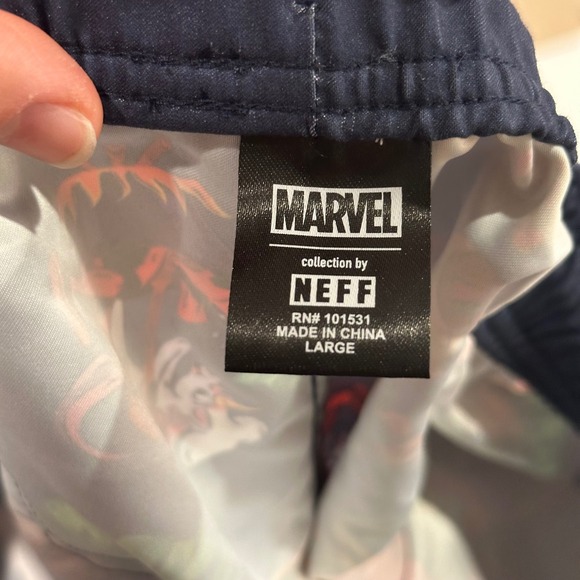 MARVEL
collection by
NEFF
RN# 101531
MADE IN CHINA
LARGE